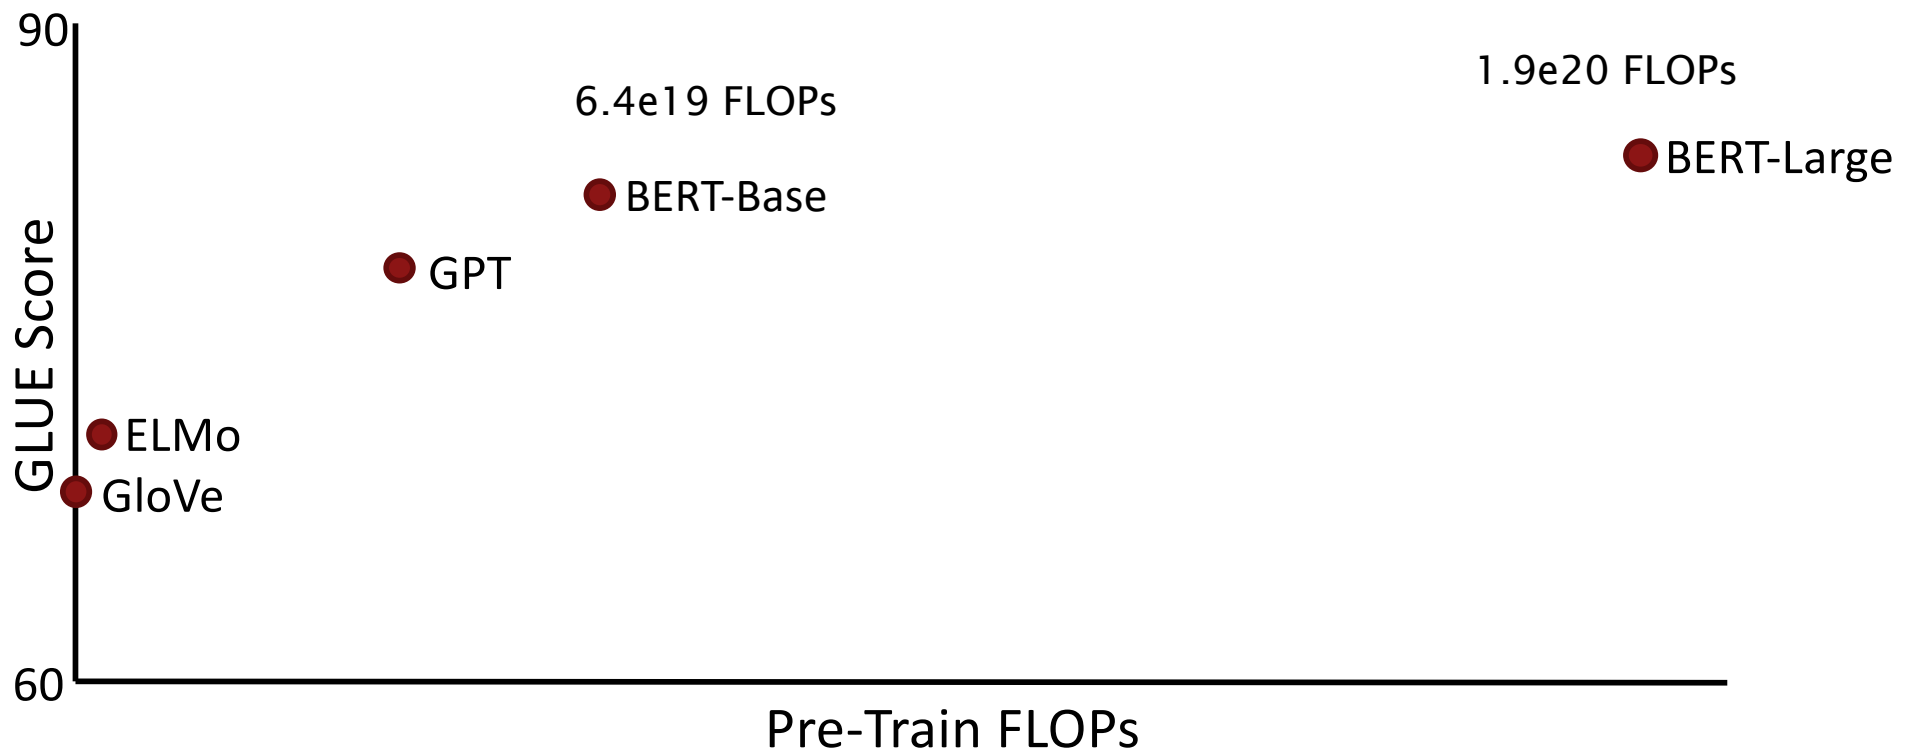 90
1.9e20 FLOPs
6.4e19 FLOPs
BERT-Large
BERT-Base
GPT
GLUE Score
ELMo
GloVe
60
Pre-Train FLOPs